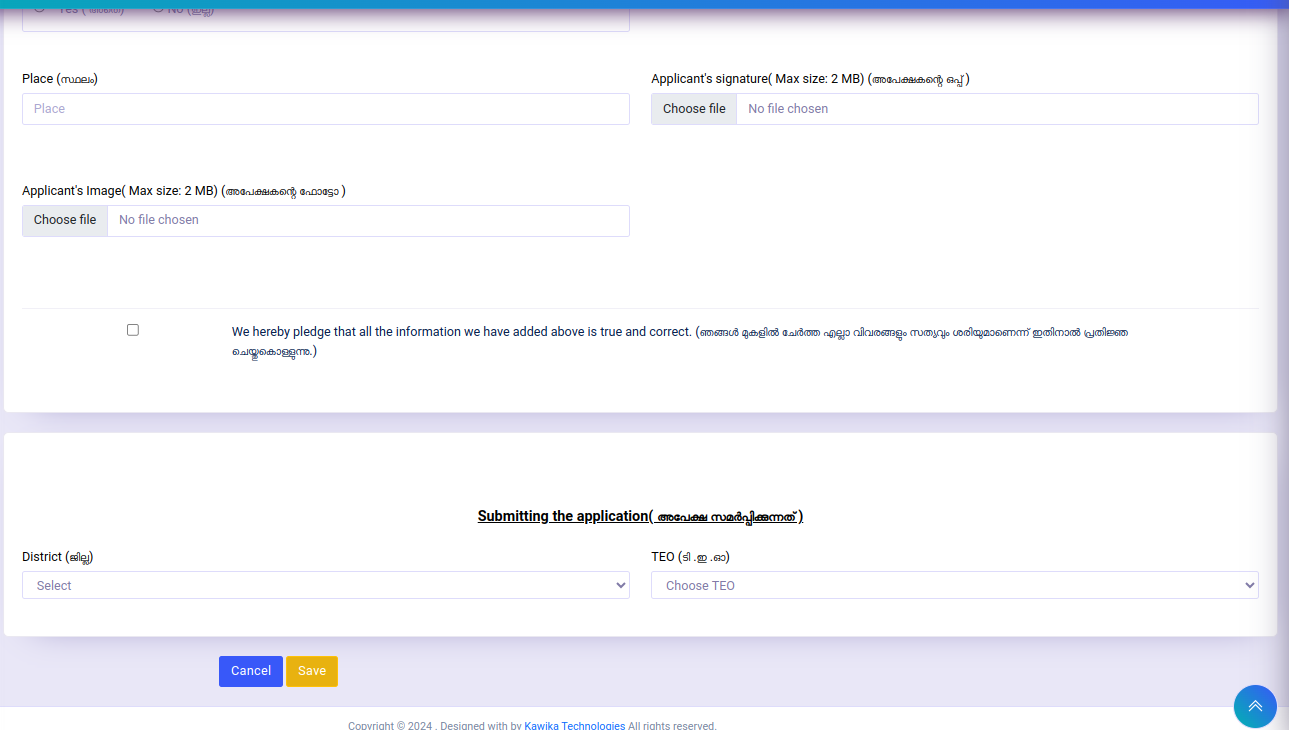 Yes ( അതെ) No (ഇല്ല)
Place (സ്ഥലം)
Place
Applicant's signature( Max size: 2 MB) (അപേക്ഷകന്റെ ഒപ്പ് )
Choose file No file chosen
Applicant's Image( Max size: 2 MB) (അപേക്ഷകന്റെ ഫോട്ടോ )
Choose file No file chosen
We hereby pledge that all the information we have added above is true and correct. (ഞങ്ങൾ മുകളിൽ ചേർത്ത എല്ലാ വിവരങ്ങളും സത്യവും ശരിയുമാണെന്ന് ഇതിനാൽ പ്രതിജ്ഞ
ചെയ്തുകൊള്ളുന്നു.)
Submitting the application( അപേക്ഷ സമർപ്പിക്കുന്നത് )
District (ജില്ല)
Select
TEO (ടി .ഇ .ഓ)
Choose TEO
Cancel Save
Copyright © 2024 . Designed with by Kawika Technologies All rights reserved.